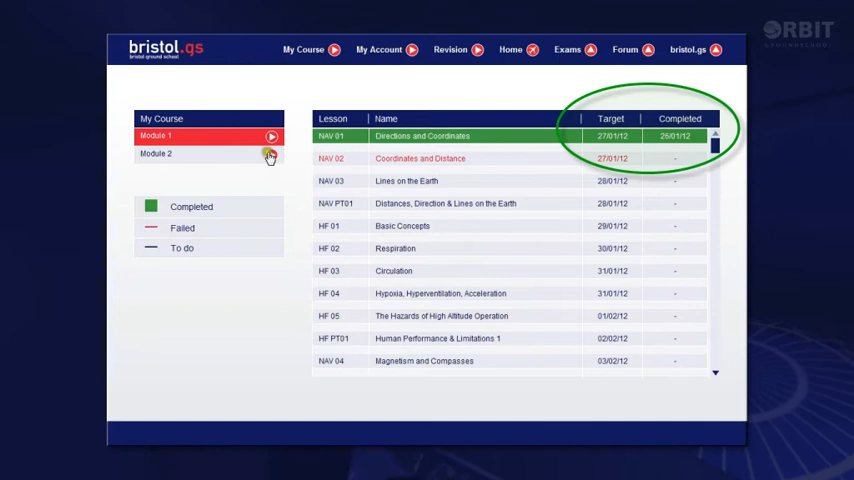 ORBIT
bristol.gs
bristol ground school
My Course
My Account
Revision
Home
Exams
Forum
bristol.gs
My Course
Module 1
Module 2
Completed
Failed
To do
Lesson Name Target Completed
NAV 01 Directions and Coordinates 27/01/12 26/01/12
NAV 02 Coordinates and Distance 27/01/12 -
NAV 03 Lines on the Earth 28/01/12 -
NAV PT01 Distances, Direction & Lines on the Earth 28/01/12 -
HF 01 Basic Concepts 29/01/12 -
HF 02 Respiration 30/01/12 -
HF 03 Circulation 31/01/12 -
HF 04 Hypoxia, Hyperventilation, Acceleration 31/01/12 -
HF 05 The Hazards of High Altitude Operation 01/02/12 -
HF PT01 Human Performance & Limitations 1 02/02/12 -
NAV 04 Magnetism and Compasses 03/02/12 -